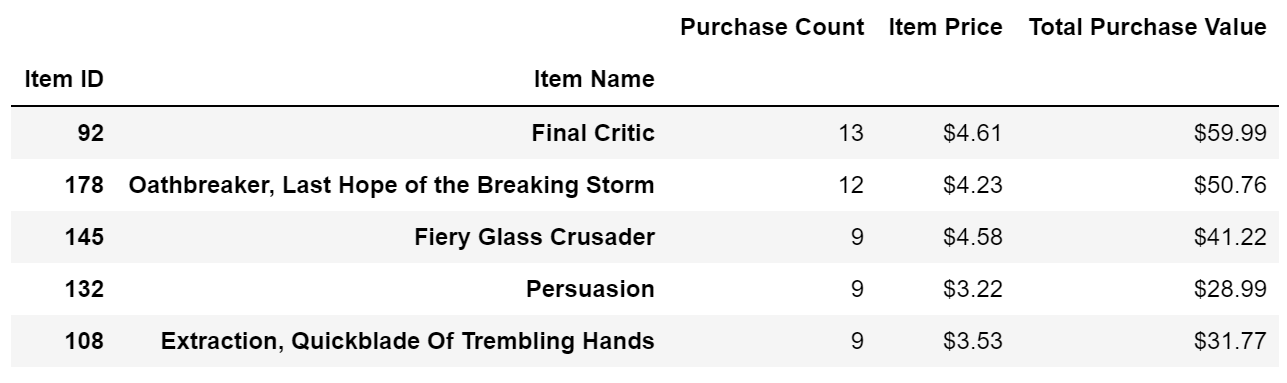 Purchase Count Item Price Total Purchase Value
Item ID Item Name
92 Final Critic 13 $4.61 $59.99
178 Oathbreaker, Last Hope of the Breaking Storm 12 $4.23 $50.76
145 Fiery Glass Crusader 9 $4.58 $41.22
132 Persuasion 9 $3.22 $28.99
108 Extraction, Quickblade Of Trembling Hands 9 $3.53 $31.77